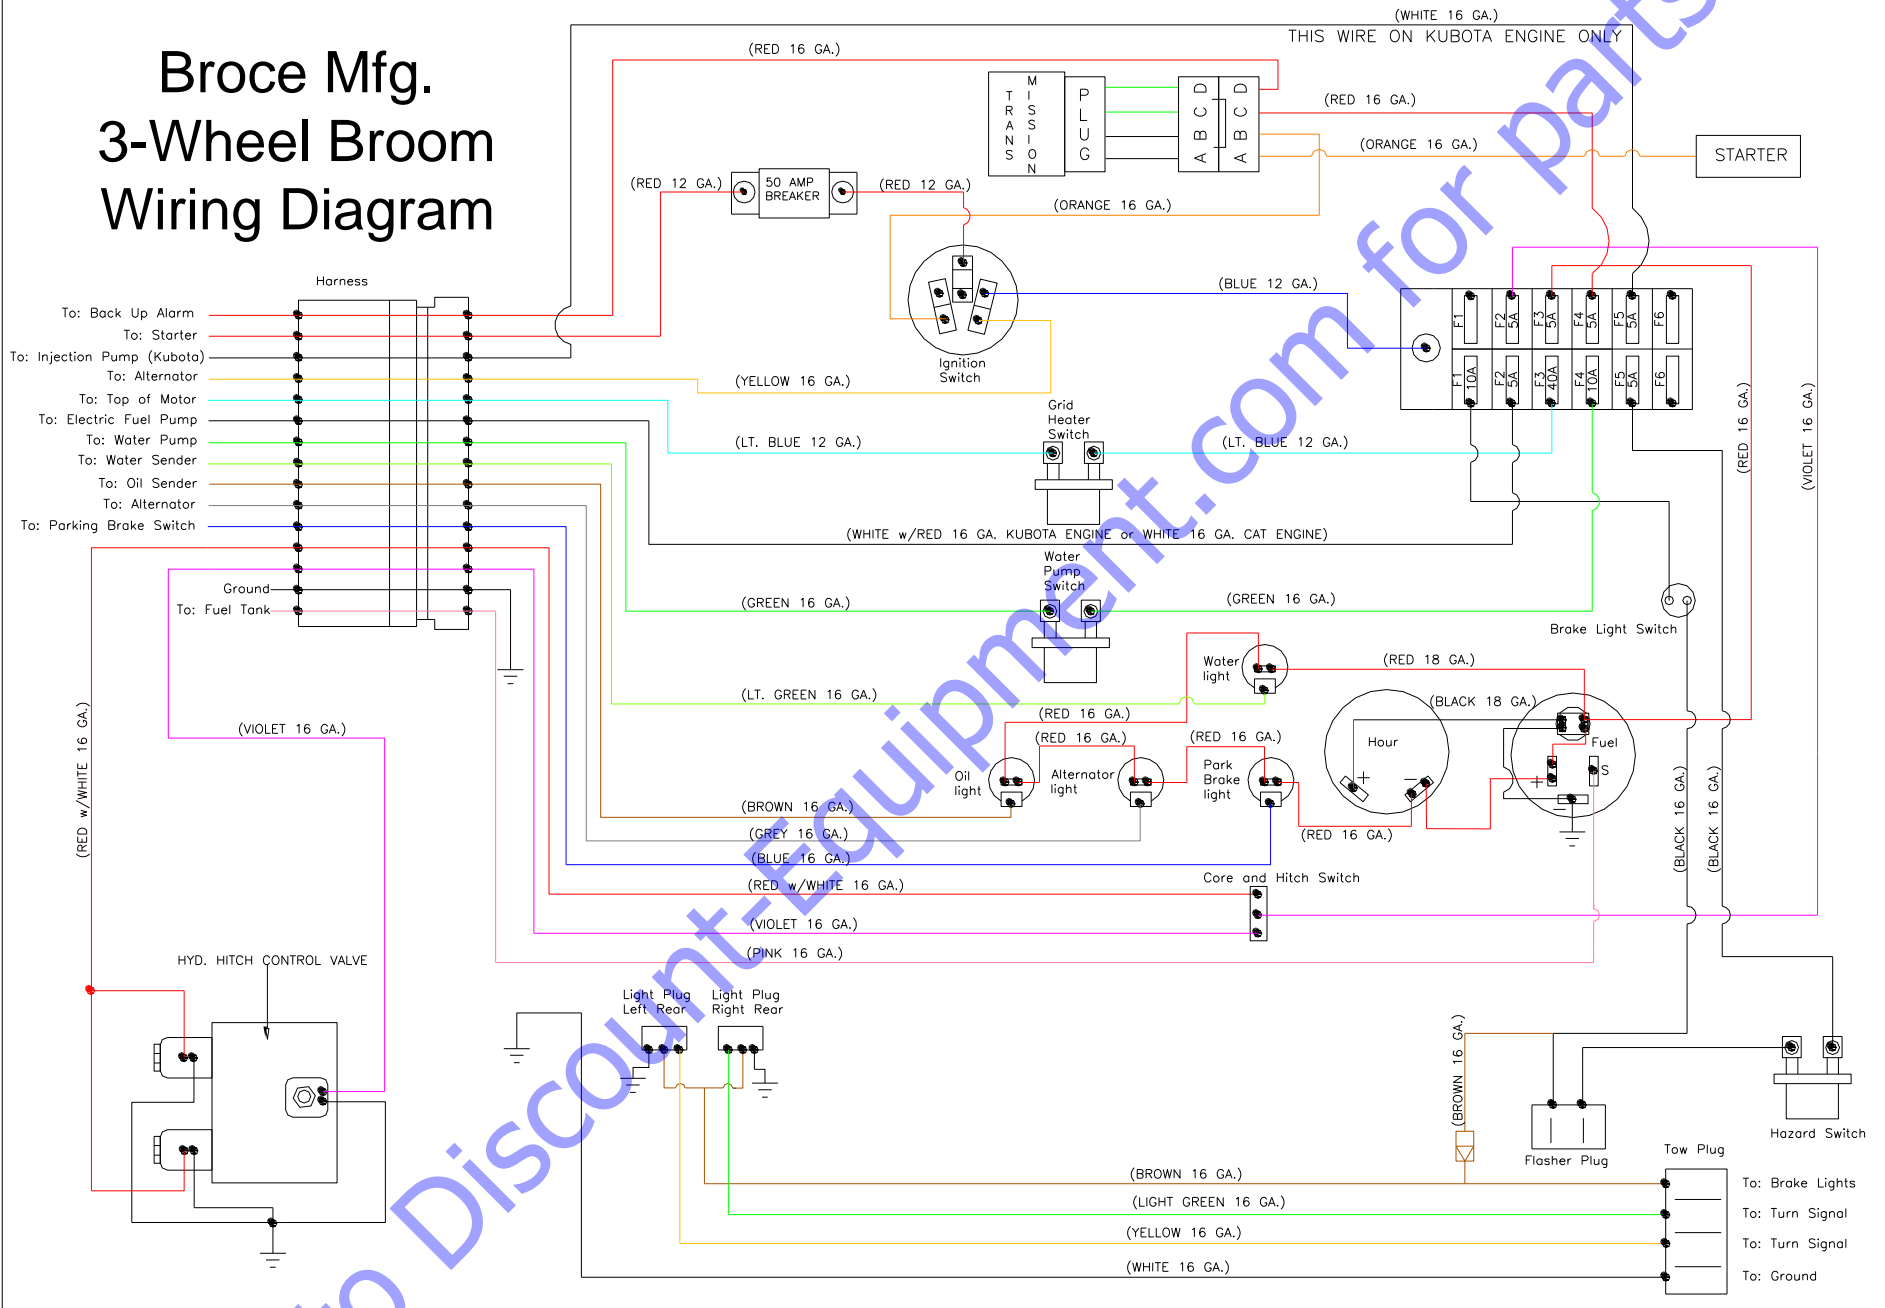 Broce Mfg.
3-Wheel Broom
Wiring Diagram
(WHITE 16 GA.)
THIS WIRE ON KUBOTA ENGINE ONLY
(RED 16 GA.)
TRANS
MISSION
PLUG
A B C D
A B C D
(RED 16 GA.)
(ORANGE 16 GA.)
STARTER
(RED 12 GA.)
50 AMP
BREAKER
(RED 12 GA.)
(ORANGE 16 GA.)
Ignition
Switch
(BLUE 12 GA.)
F1
F2 5A
F3 5A
F4 5A
F5 5A
F6
F1 10A
F2 5A
F3 40A
F4 10A
F5 5A
F6
Harness
To: Back Up Alarm
To: Starter
To: Injection Pump (Kubota)
To: Alternator
To: Top of Motor
To: Electric Fuel Pump
To: Water Pump
To: Water Sender
To: Oil Sender
To: Alternator
To: Parking Brake Switch
Ground
To: Fuel Tank
(YELLOW 16 GA.)
Grid
Heater
Switch
(LT. BLUE 12 GA.)
(LT. BLUE 12 GA.)
(RED 16 GA.)
(VIOLET 16 GA.)
(WHITE w/RED 16 GA. KUBOTA ENGINE or WHITE 16 GA. CAT ENGINE)
Water
Pump
Switch
(GREEN 16 GA.)
(GREEN 16 GA.)
Brake Light Switch
Water
light
(RED 18 GA.)
(LT. GREEN 16 GA.)
(BLACK 18 GA.)
(RED 16 GA.)
(RED 16 GA.)
(RED 16 GA.)
Oil
light
Alternator
light
Park
Brake
light
Hour
+
−
Fuel
S
+
−
(BROWN 16 GA.)
(GREY 16 GA.)
(BLUE 16 GA.)
(RED 16 GA.)
(RED w/WHITE 16 GA.)
(VIOLET 16 GA.)
(PINK 16 GA.)
Core and Hitch Switch
(BLACK 16 GA.)
(BLACK 16 GA.)
(VIOLET 16 GA.)
(RED w/WHITE 16 GA.)
HYD. HITCH CONTROL VALVE
Light Plug
Left Rear
Light Plug
Right Rear
(BROWN 16 GA.)
Flasher Plug
Hazard Switch
Tow Plug
(BROWN 16 GA.)
(LIGHT GREEN 16 GA.)
(YELLOW 16 GA.)
(WHITE 16 GA.)
To: Brake Lights
To: Turn Signal
To: Turn Signal
To: Ground
to Discount-Equipment.com for parts